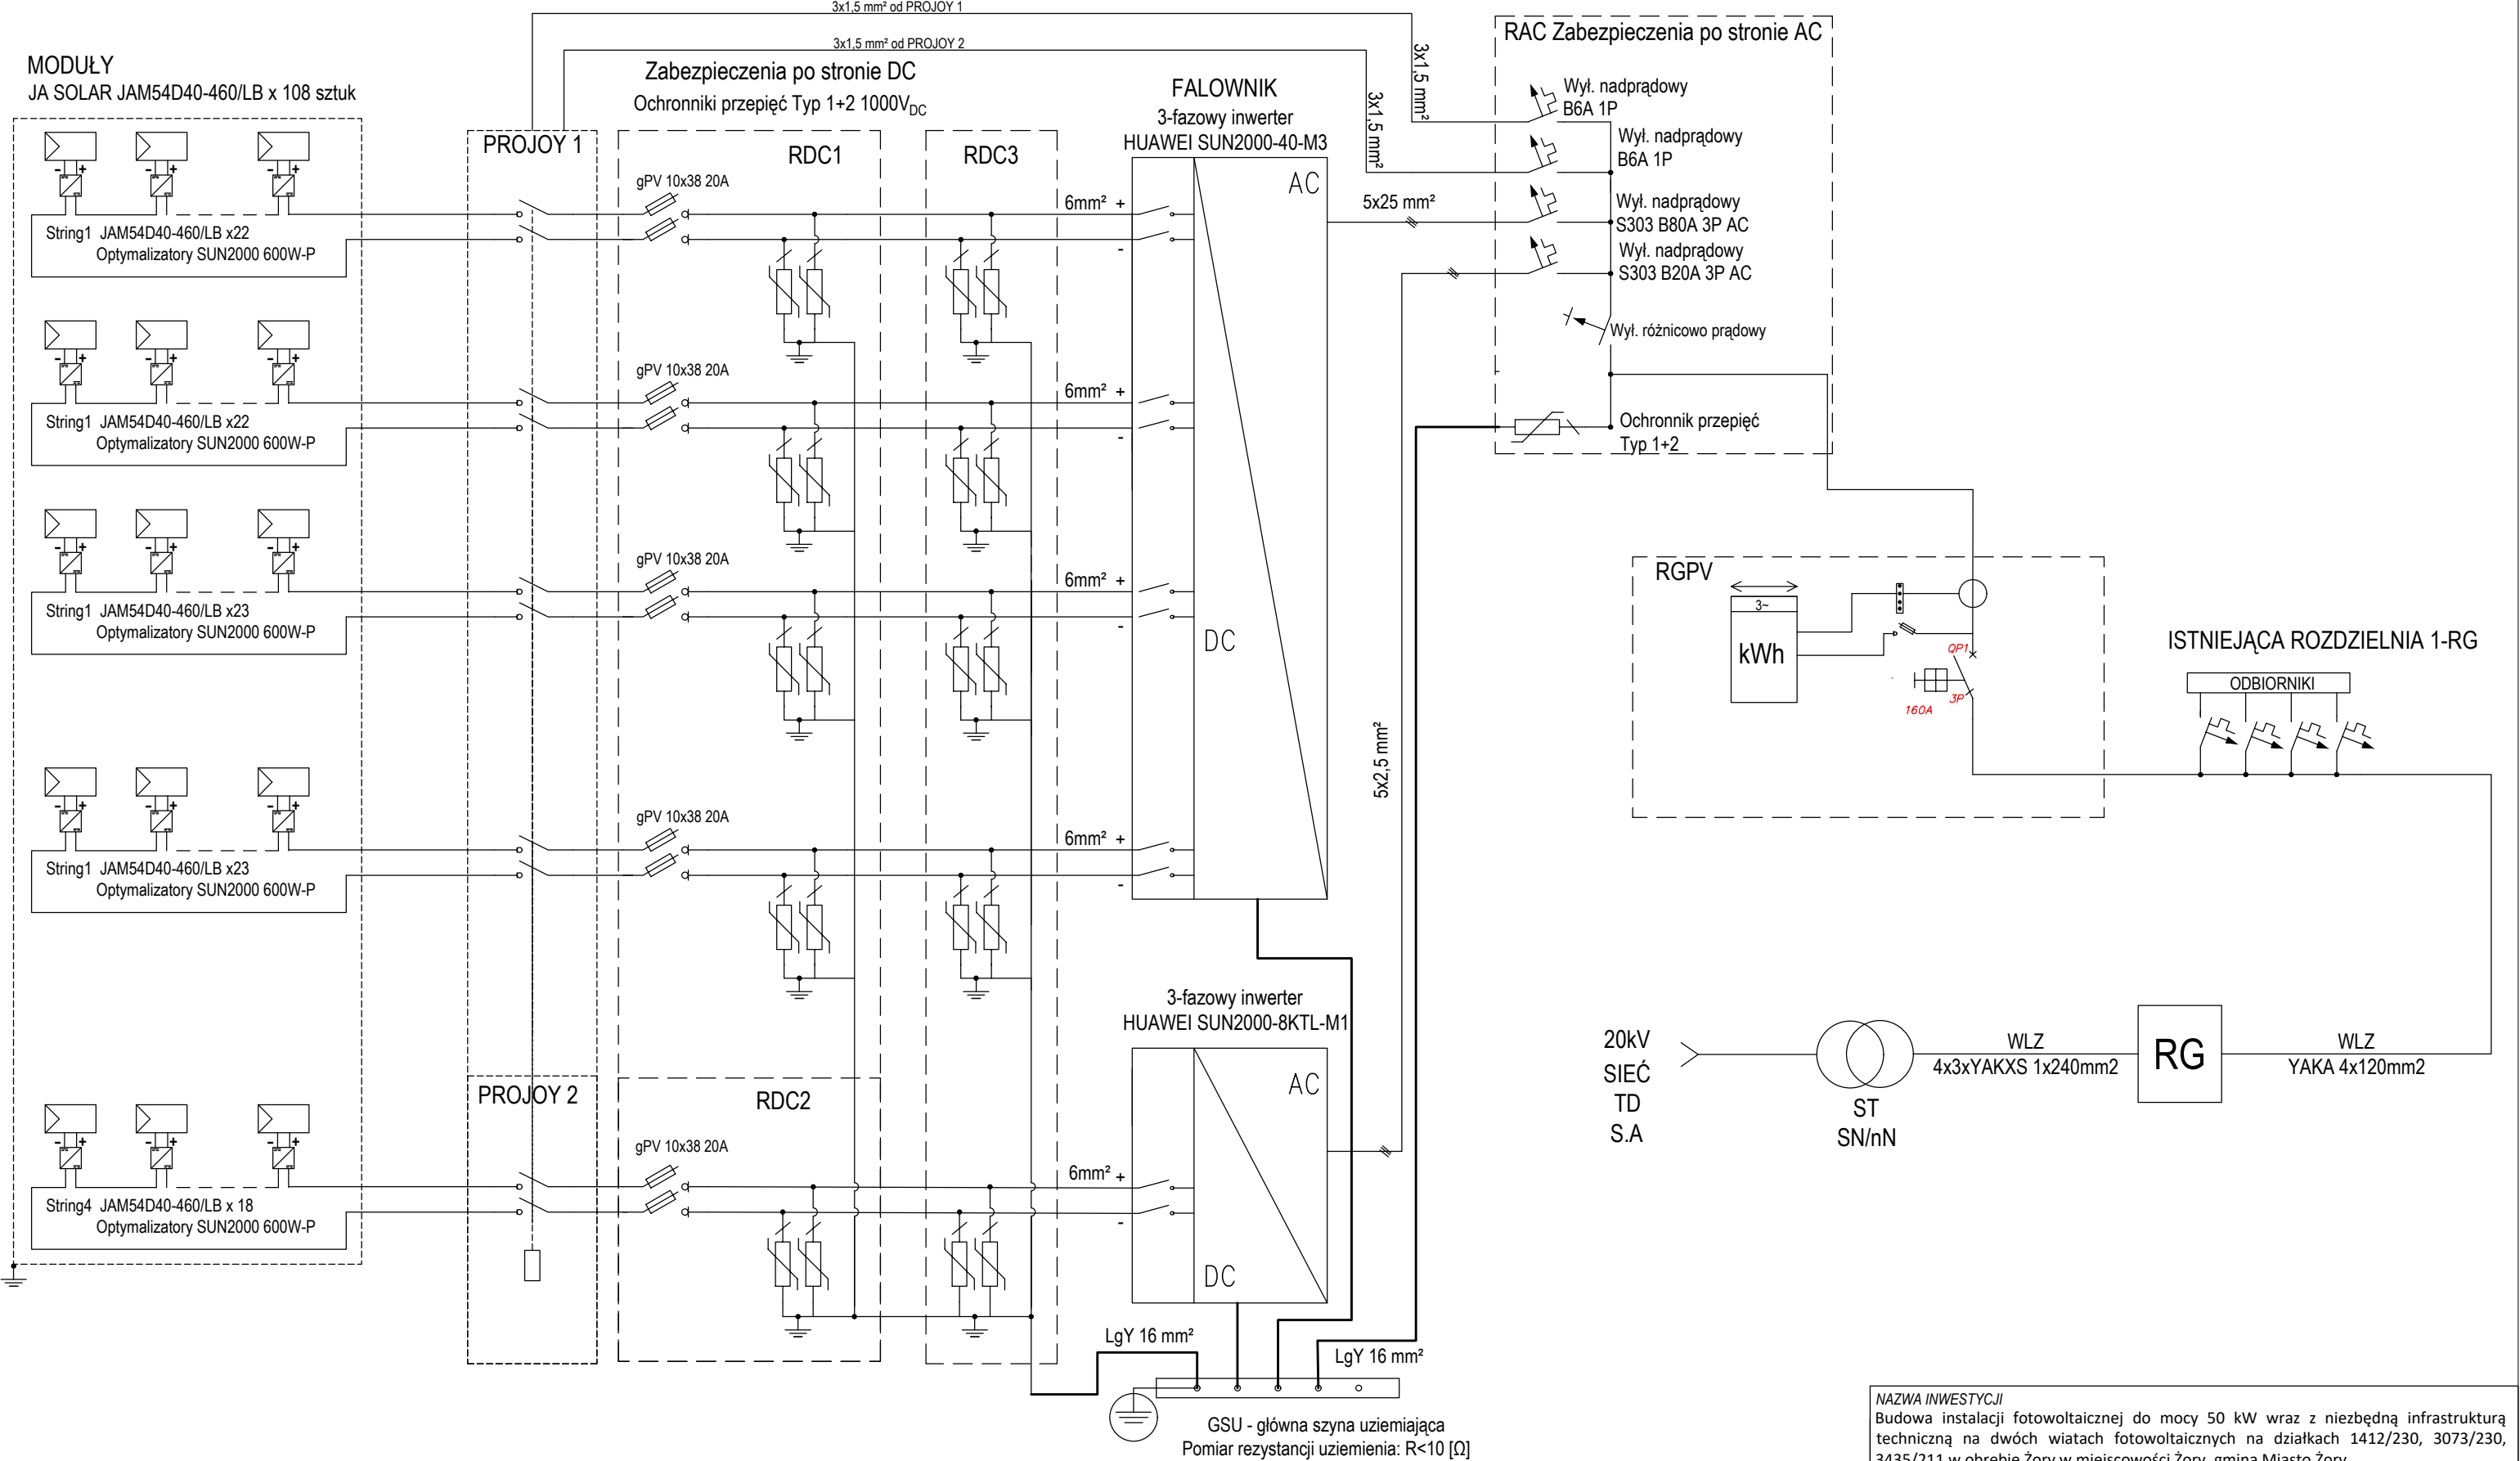 3x1,5 mm² od PROJOY 1
3x1,5 mm² od PROJOY 2
MODUŁY
JA SOLAR JAM54D40-460/LB x 108 sztuk
Zabezpieczenia po stronie DC
Ochronniki przepięć Typ 1+2 1000VDC
FALOWNIK
3-fazowy inwerter
HUAWEI SUN2000-40-M3
PROJOY 1
RDC1
RDC3
AC
DC
gPV 10x38 20A
6mm² +
-
- +
- +
- +
String1 JAM54D40-460/LB x22
Optymalizatory SUN2000 600W-P
gPV 10x38 20A
6mm² +
-
- +
- +
- +
String1 JAM54D40-460/LB x22
Optymalizatory SUN2000 600W-P
gPV 10x38 20A
6mm² +
-
- +
- +
- +
String1 JAM54D40-460/LB x23
Optymalizatory SUN2000 600W-P
gPV 10x38 20A
6mm² +
-
- +
- +
- +
String1 JAM54D40-460/LB x23
Optymalizatory SUN2000 600W-P
3-fazowy inwerter
HUAWEI SUN2000-8KTL-M1
PROJOY 2
RDC2
AC
DC
gPV 10x38 20A
6mm² +
-
- +
- +
- +
String4 JAM54D40-460/LB x 18
Optymalizatory SUN2000 600W-P
LgY 16 mm²
LgY 16 mm²
GSU - główna szyna uziemiająca
Pomiar rezystancji uziemienia: R<10 [Ω]
3x1,5 mm²
3x1,5 mm²
5x25 mm²
5x2,5 mm²
RAC Zabezpieczenia po stronie AC
Wył. nadprądowy
B6A 1P
Wył. nadprądowy
B6A 1P
Wył. nadprądowy
S303 B80A 3P AC
Wył. nadprądowy
S303 B20A 3P AC
Wył. różnicowo prądowy
Ochronnik przepięć
Typ 1+2
RGPV
3~
kWh
QP1
3P
160A
ISTNIEJĄCA ROZDZIELNIA 1-RG
ODBIORNIKI
20kV
SIEĆ
TD
S.A
ST
SN/nN
WLZ
4x3xYAKXS 1x240mm2
RG
WLZ
YAKA 4x120mm2
NAZWA INWESTYCJI
Budowa instalacji fotowoltaicznej do mocy 50 kW wraz z niezbędną infrastrukturą
techniczną na dwóch wiatach fotowoltaicznych na działkach 1412/230, 3073/230,
3435/211 w obrębie Żory w miejscowości Żory, gmina Miasto Żory